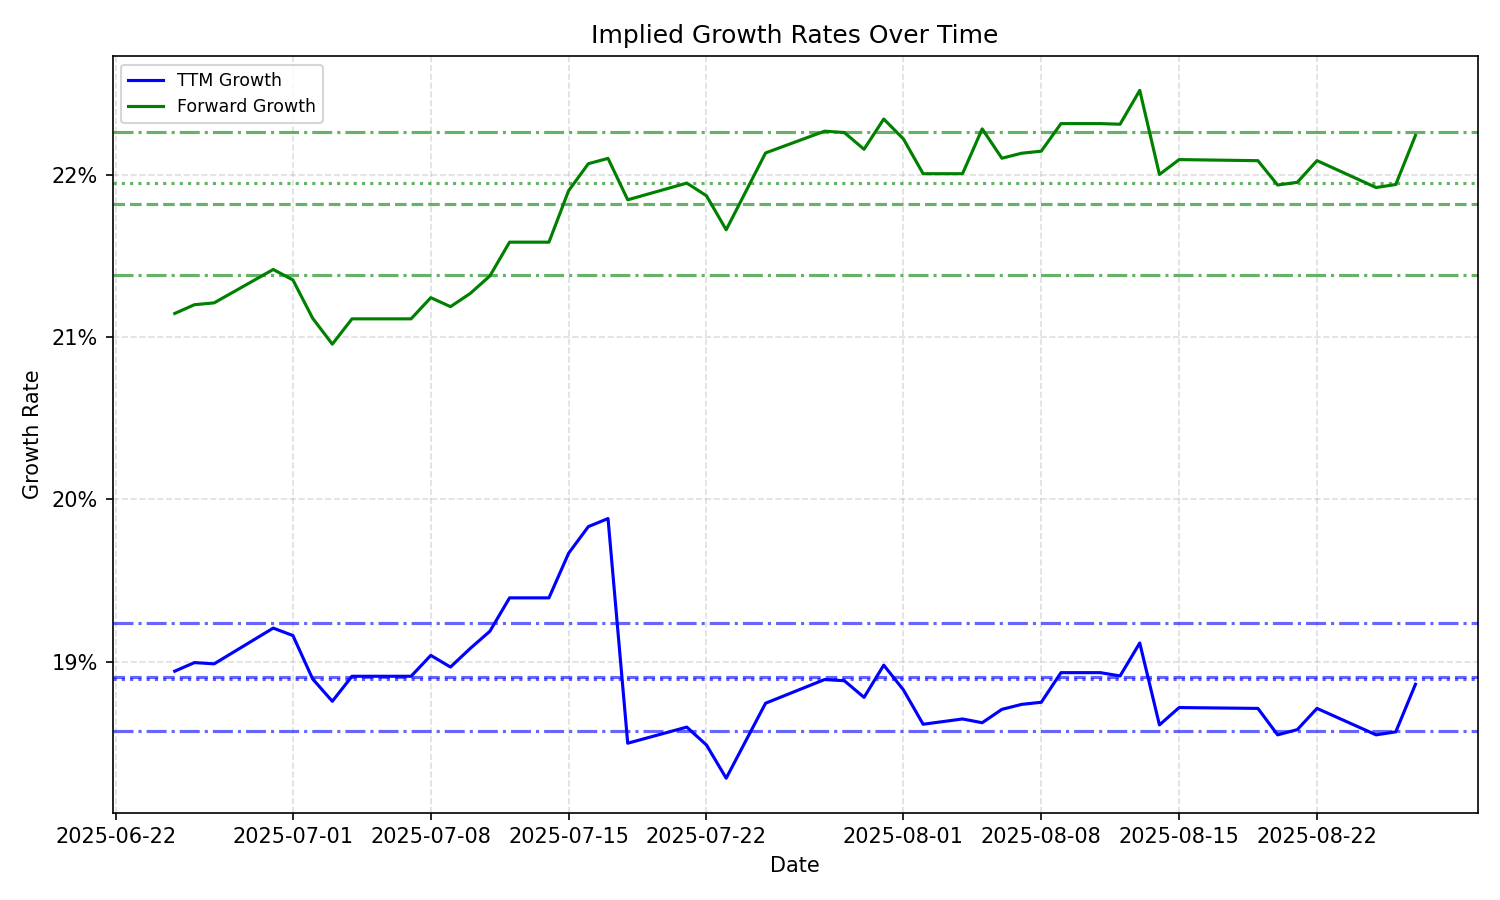 Implied Growth Rates Over Time
TTM Growth
Forward Growth
22%
21%
20%
19%
Growth Rate
2025-06-22 2025-07-01 2025-07-08 2025-07-15 2025-07-22 2025-08-01 2025-08-08 2025-08-15 2025-08-22
Date